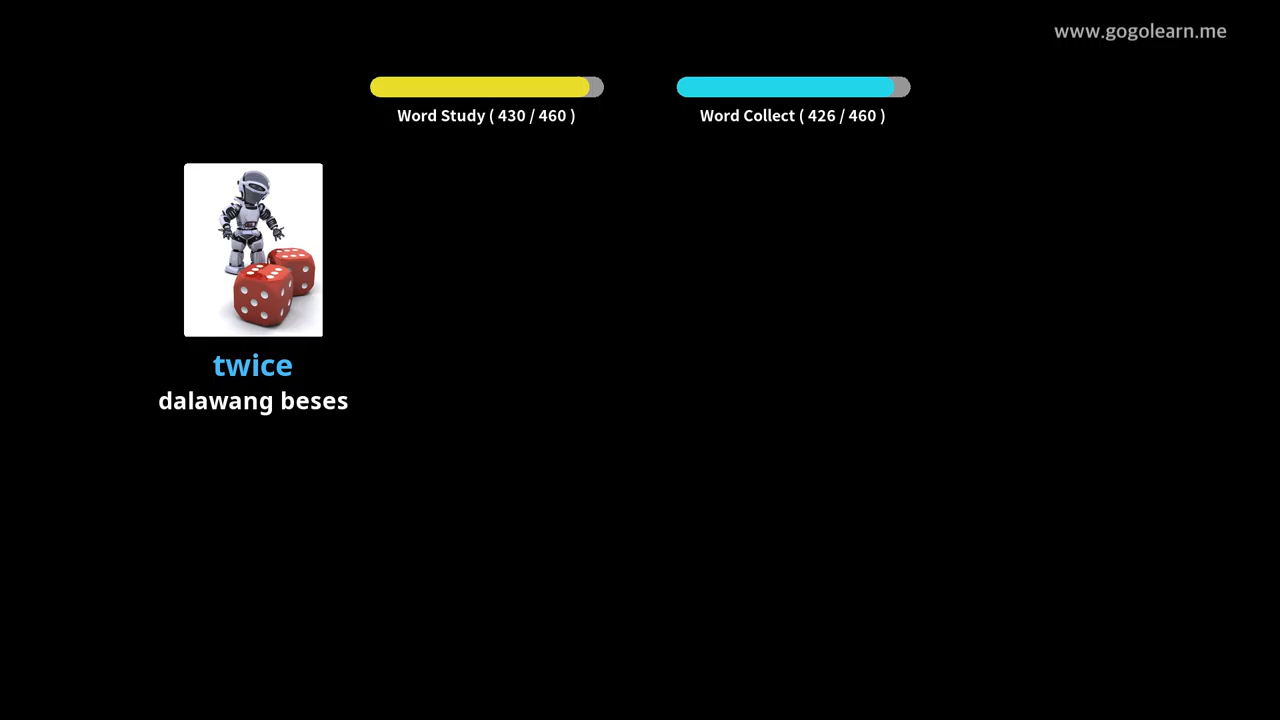 www.gogolearn.me
Word Study ( 430 / 460 )
Word Collect ( 426 / 460 )
twice
dalawang beses